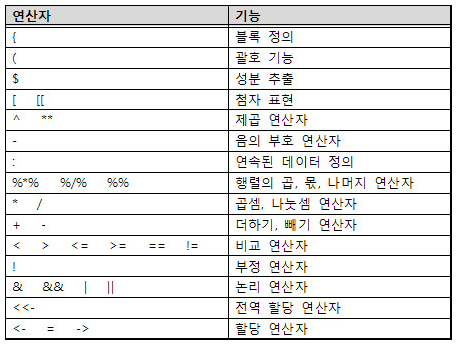 연산자 기능
{ 블록 정의
( 괄호 기능
$ 성분 추출
[ [[ 첨자 표현
^ ** 제곱 연산자
- 음의 부호 연산자
: 연속된 데이터 정의
%*% %/% %% 행렬의 곱, 몫, 나머지 연산자
* / 곱셈, 나눗셈 연산자
+ - 더하기, 빼기 연산자
< > <= >= == != 비교 연산자
! 부정 연산자
& && | || 논리 연산자
<<- 전역 할당 연산자
<- = -> 할당 연산자